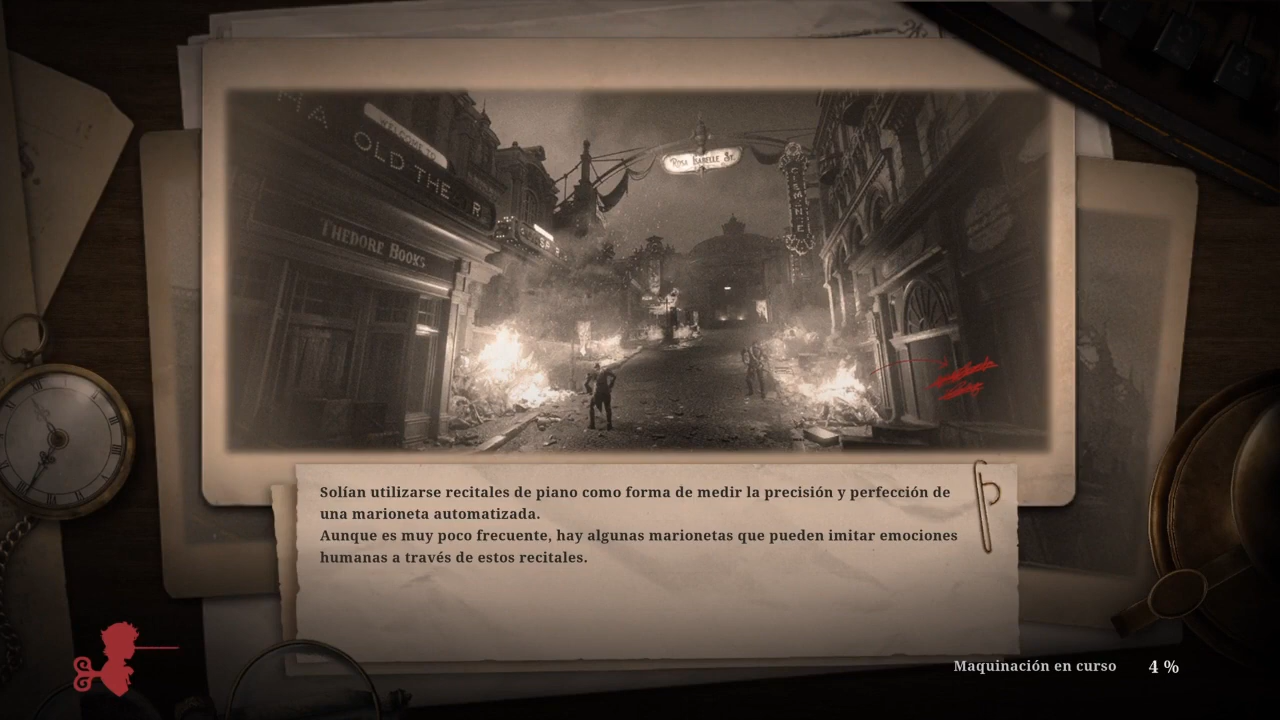 WELCOME TO
OLD THE R
THEDORE BOOKS
ROSA ISABELLE ST.
Solían utilizarse recitales de piano como forma de medir la precisión y perfección de
una marioneta automatizada.
Aunque es muy poco frecuente, hay algunas marionetas que pueden imitar emociones
humanas a través de estos recitales.
Maquinación en curso 4 %